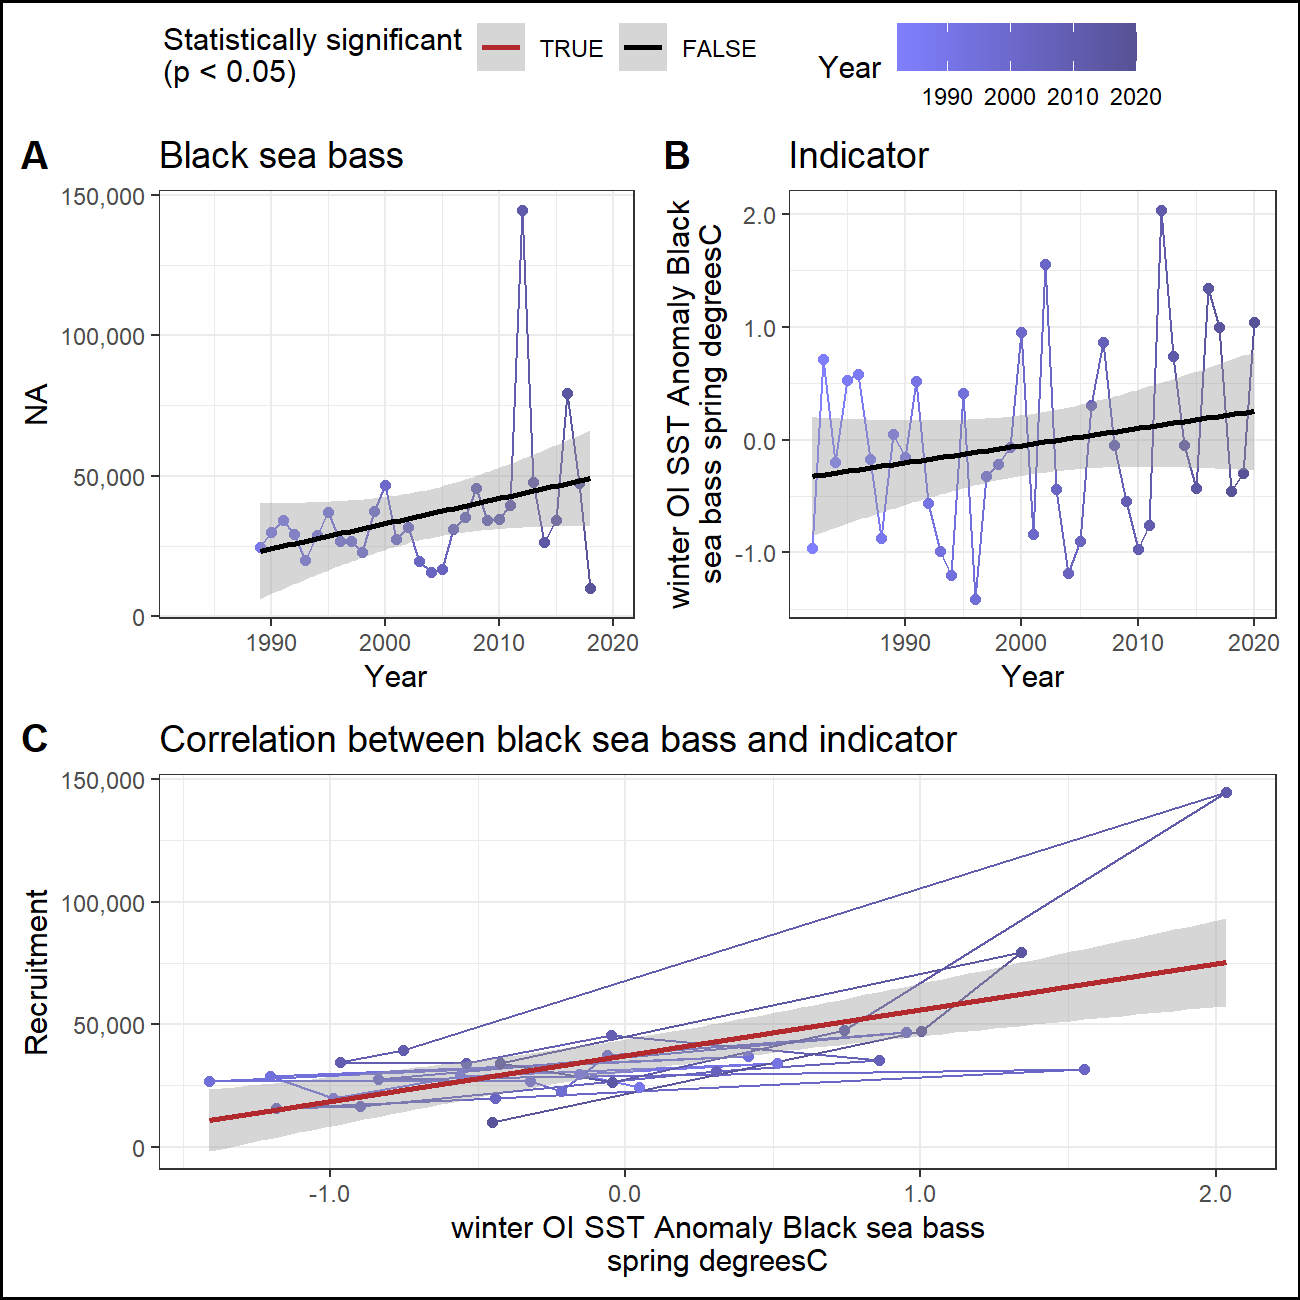 Statistically significant
(p < 0.05)
TRUE
FALSE
Year
1990 2000 2010 2020
A Black sea bass
150,000
100,000
50,000
0
NA
1990 2000 2010 2020
Year
B Indicator
2.0
1.0
0.0
-1.0
winter OI SST Anomaly Black
sea bass spring degreesC
1990 2000 2010 2020
Year
C Correlation between black sea bass and indicator
150,000
100,000
50,000
0
Recruitment
-1.0 0.0 1.0 2.0
winter OI SST Anomaly Black sea bass
spring degreesC